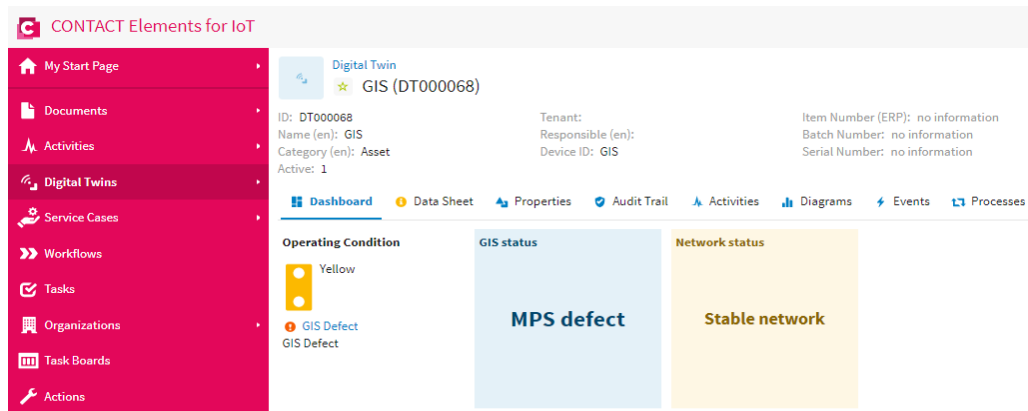 CONTACT Elements for IoT
My Start Page
Documents
Activities
Digital Twins
Service Cases
Workflows
Tasks
Organizations
Task Boards
Actions
Digital Twin
GIS (DT000068)
ID: DT000068
Name (en): GIS
Category (en): Asset
Active: 1
Tenant:
Responsible (en):
Device ID: GIS
Item Number (ERP): no information
Batch Number: no information
Serial Number: no information
Dashboard Data Sheet Properties Audit Trail Activities Diagrams Events Processes
Operating Condition
Yellow
GIS Defect
GIS Defect
GIS status
MPS defect
Network status
Stable network